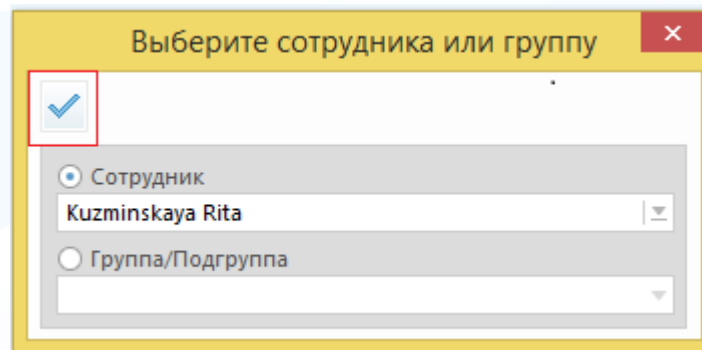 Выберите сотрудника или группу
Сотрудник
Kuzminskaya Rita
Группа/Подгруппа